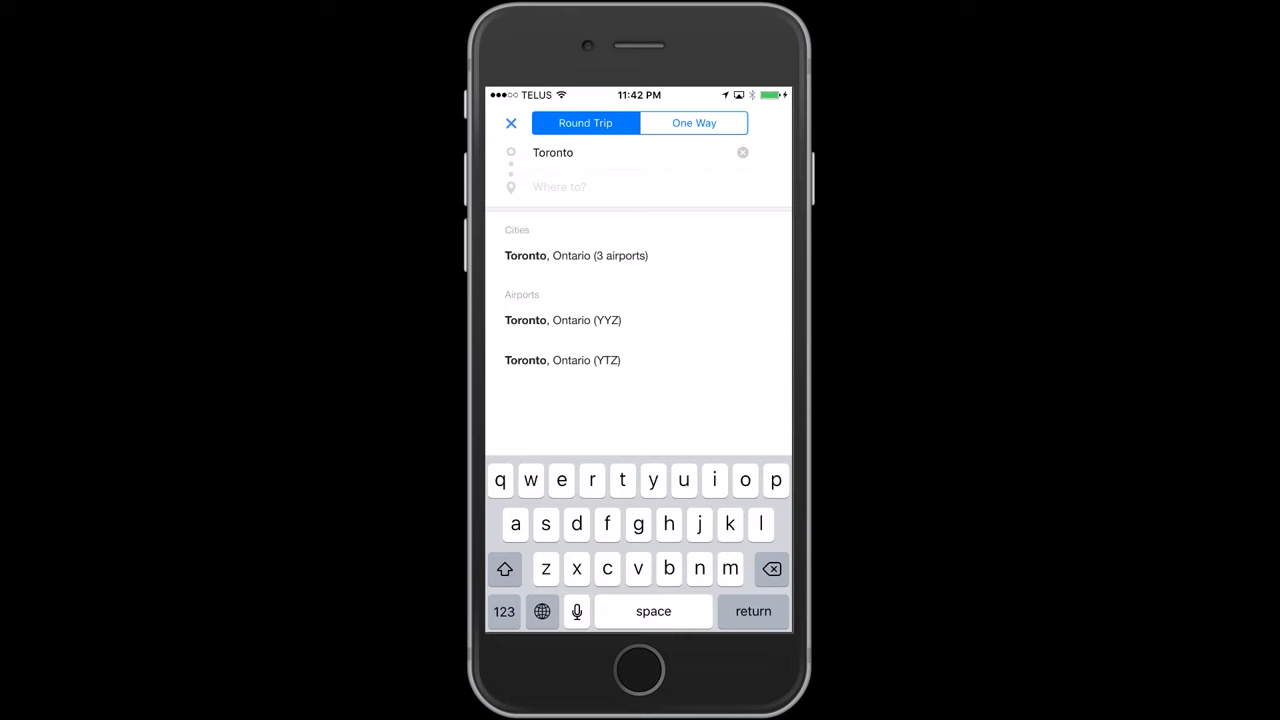 TELUS 11:42 PM
Round Trip One Way
Toronto
Where to?
Cities
Toronto, Ontario (3 airports)
Airports
Toronto, Ontario (YYZ)
Toronto, Ontario (YTZ)
q w e r t y u i o p
a s d f g h j k l
z x c v b n m
123 space return